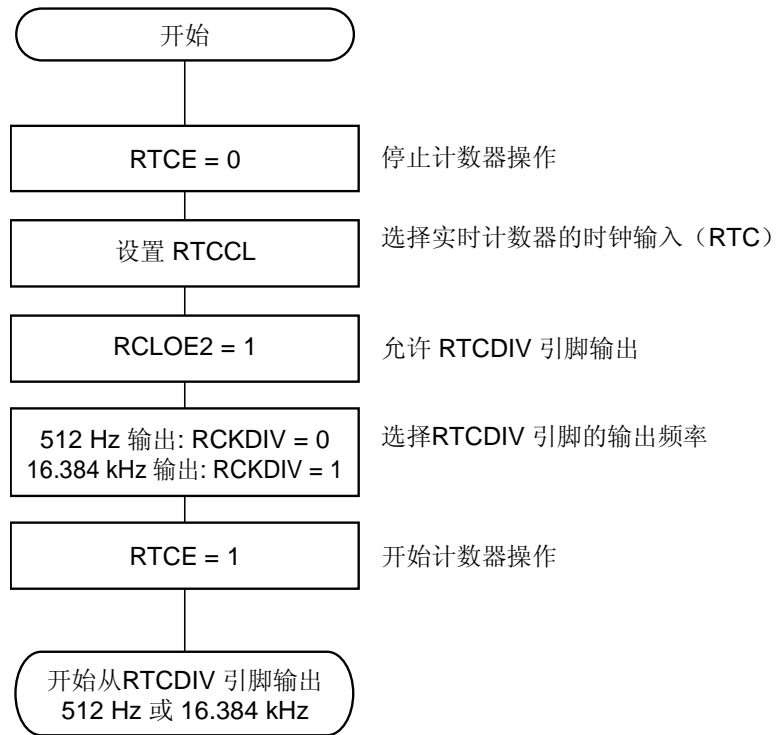 开始
RTCE = 0
停止计数器操作
设置 RTCCL
选择实时计数器的时钟输入（RTC）
RCLOE2 = 1
允许 RTCDIV 引脚输出
512 Hz 输出: RCKDIV = 0
16.384 kHz 输出: RCKDIV = 1
选择RTCDIV 引脚的输出频率
RTCE = 1
开始计数器操作
开始从RTCDIV 引脚输出
512 Hz 或 16.384 kHz